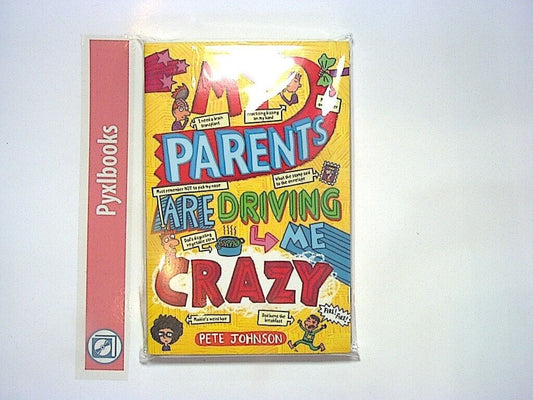 Pyxlbooks
MY
I need a brain
transplant
Practising kissing
on my hand
PARENTS
Must remember NOT to pick my nose
What the stamp said
to the envelope
ARE DRIVING
Dad's disgusting
vegetable stew
ME
CRAZY
FIRE! FIRE!
Maddy's weird hair
Dad burns the
breakfast
PETE JOHNSON